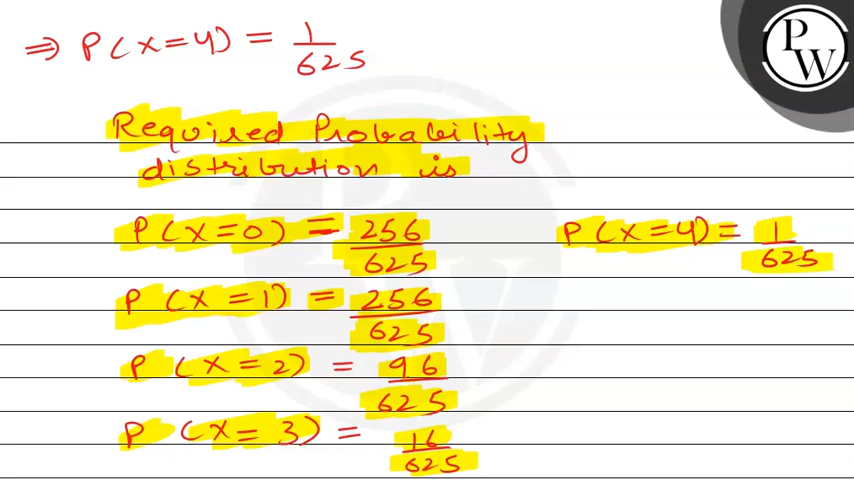 ⇒ P(X=4) = 1/625
Required Probability
distribution is
P(X=0) = 256/625
P(X=4) = 1/625
P(X=1) = 256/625
P(X=2) = 96/625
P(X=3) = 16/625
PW